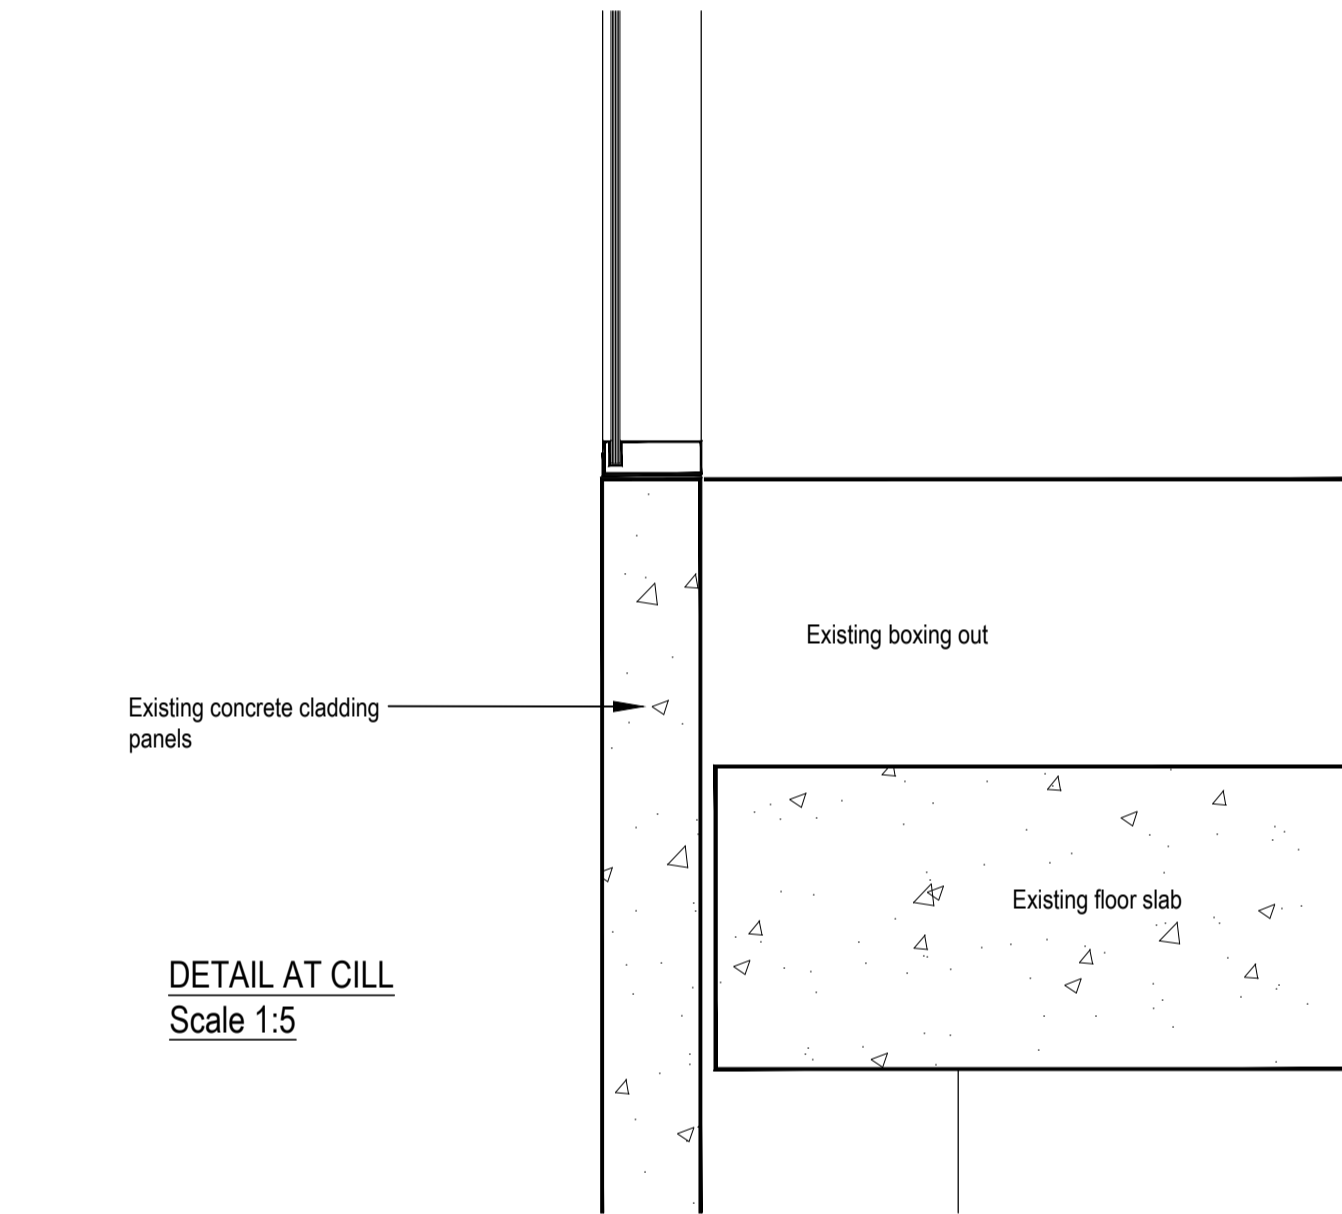 Existing boxing out
Existing concrete cladding
panels
Existing floor slab
DETAIL AT CILL
Scale 1:5